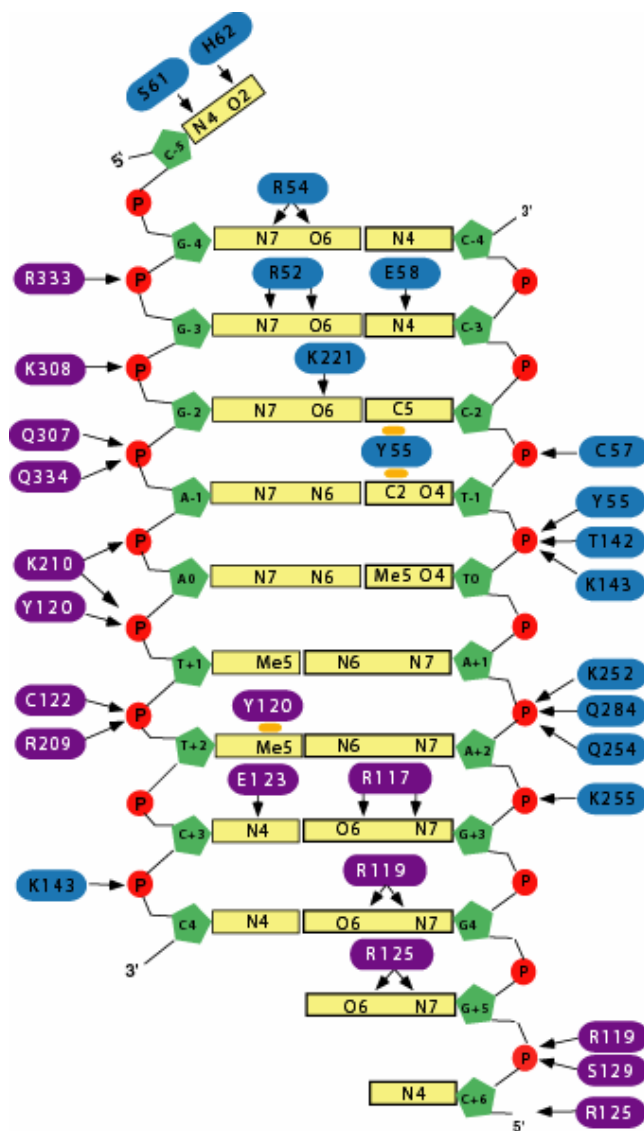 H62
S61
N4 O2
5' C-5
P
R54
3'
G-4 N7 O6 N4 C-4
R333 P R52 E58 P
G-3 N7 O6 N4 C-3
K308 P K221 P
G-2 N7 O6 C5 C-2
Q307
P Y55 P C57
Q334
A-1 N7 N6 C2 O4 T-1
Y55
K210 P P T142
K143
A0 N7 N6 Me5 O4 T0
Y120 P P
T+1 Me5 N6 N7 A+1
K252
C122 P Y120 P Q284
R209 Q254
T+2 Me5 N6 N7 A+2
P E123 R117 P K255
C+3 N4 O6 N7 G+3
K143 P R119 P
C4 N4 O6 N7 G4
3' R125 P
O6 N7 G+5
R119
P
S129
N4 C+6
5' R125